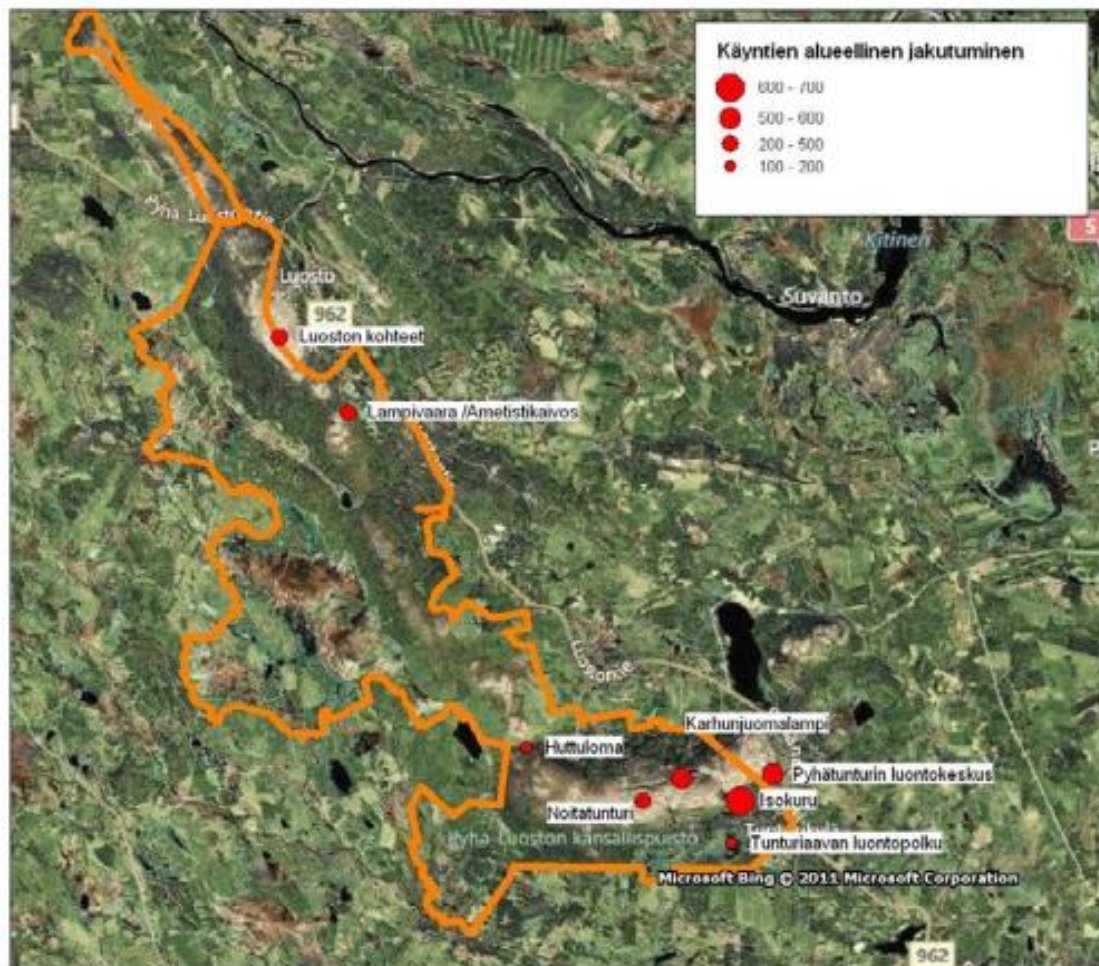 Käyntien alueellinen jakutuminen
600 - 700
500 - 600
200 - 500
100 - 200
5
Kitinen
Suvanto
Luosto
962
Luoston kohteet
Lampivaara /Ametistikaivos
Karhunjuomalampi
Huttuloma
Pyhätunturin luontokeskus
Noitatunturi
Isokuru
Pyhä-Luoston kansallispuisto
Tunturiaavan luontopolku
Microsoft Bing © 2011 Microsoft Corporation
962